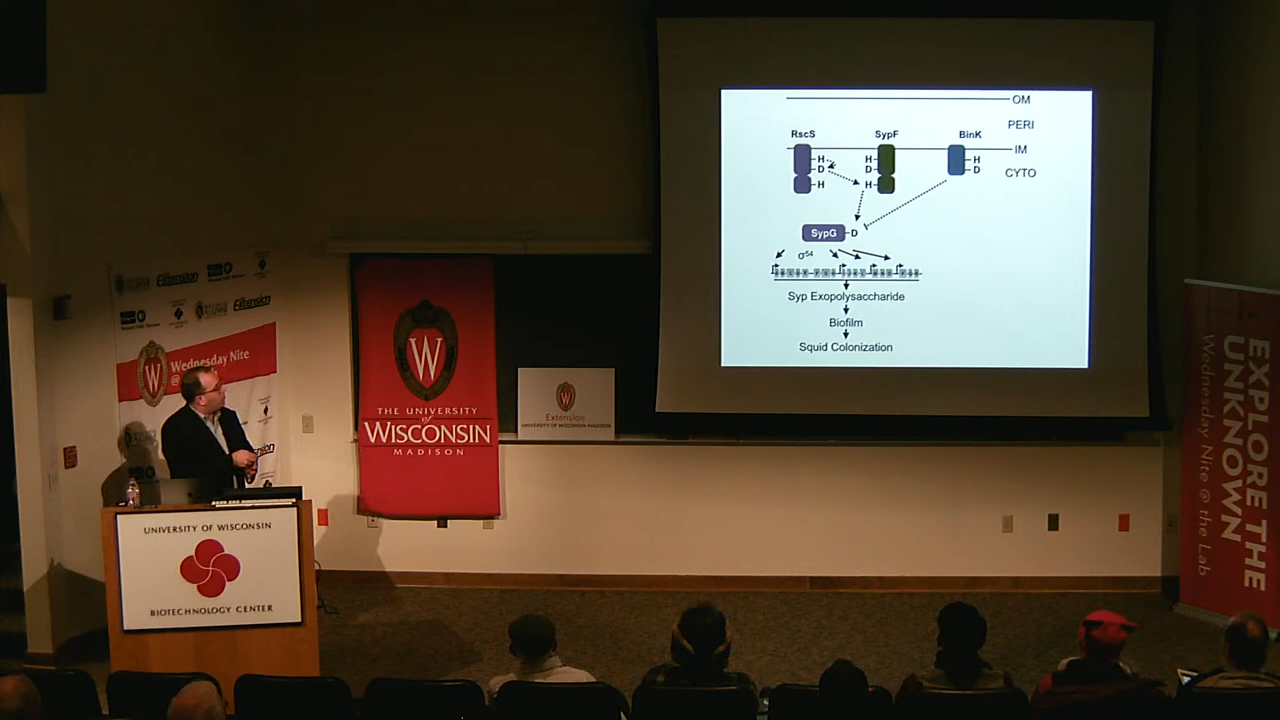 OM
PERI
RscS
SypF
BinK
IM
H
H
H
D
D
D
CYTO
H
H
SypG
D
σ54
Syp Exopolysaccharide
Biofilm
Squid Colonization
Extension
Extension
Wednesday Nite
@
W
THE UNIVERSITY
of
WISCONSIN
MADISON
W
Extension
UNIVERSITY OF WISCONSIN-MADISON
UNIVERSITY OF WISCONSIN
BIOTECHNOLOGY CENTER
EXPLORE THE
UNKNOWN
Wednesday Nite @ the Lab